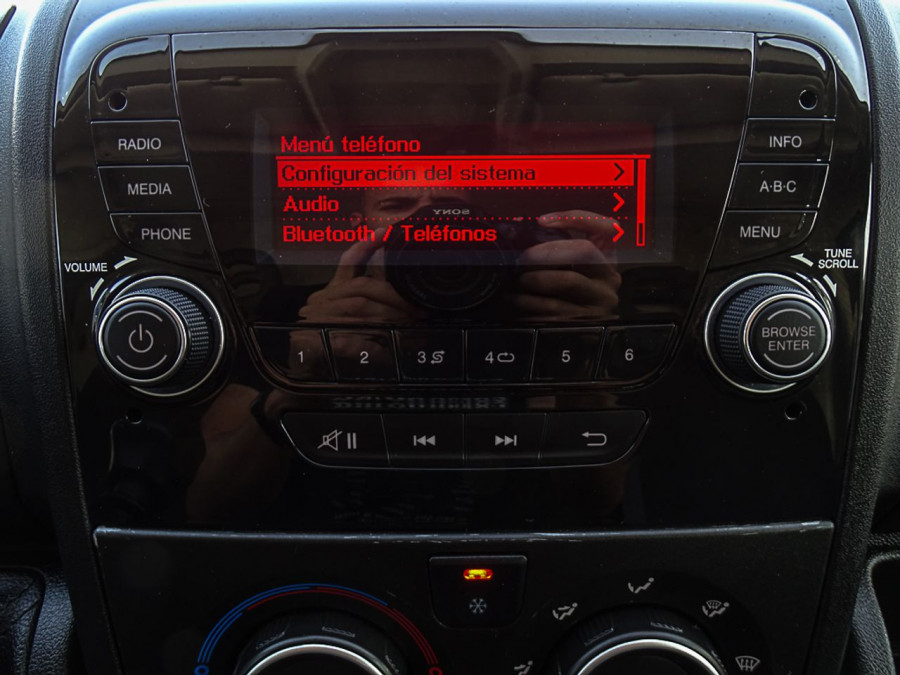 RADIO
MEDIA
PHONE
VOLUME
Menú teléfono
Configuración del sistema
Audio
Bluetooth / Teléfonos
INFO
A·B·C
MENU
TUNE
SCROLL
BROWSE
ENTER
1 2 3 4 5 6
SONY